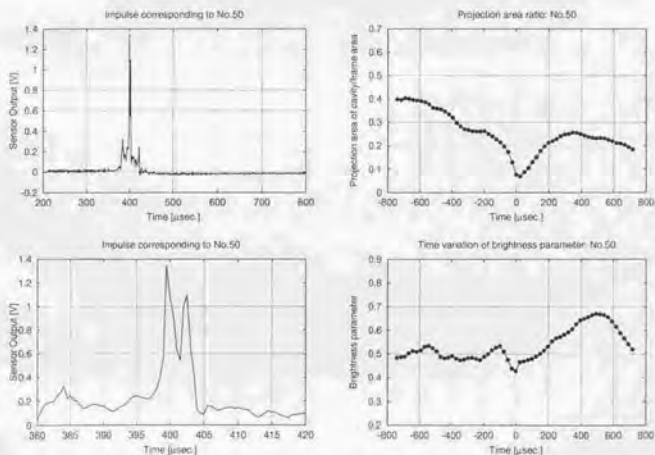 Impulse corresponding to No.50
Sensor Output [V]
1.4
1.2
1
0.8
0.6
0.4
0.2
0
-0.2
200 300 400 500 600 700 800
Time [μsec.]
Projection area ratio: No.50
Projection area of cavity/frame area
0.5
0.4
0.3
0.2
0.1
0
-800 -600 -400 -200 0 200 400 600 800
Time [μsec.]
Impulse corresponding to No.50
Sensor Output [V]
1.4
1.2
1
0.8
0.6
0.4
0.2
0
360 385 390 395 400 405 410 415 420
Time [μsec.]
Time variation of brightness parameter: No.50
Brightness parameter
0.9
0.8
0.7
0.6
0.5
0.4
0.3
0.2
-800 -600 -400 -200 0 200 400 600 800
Time [μsec.]